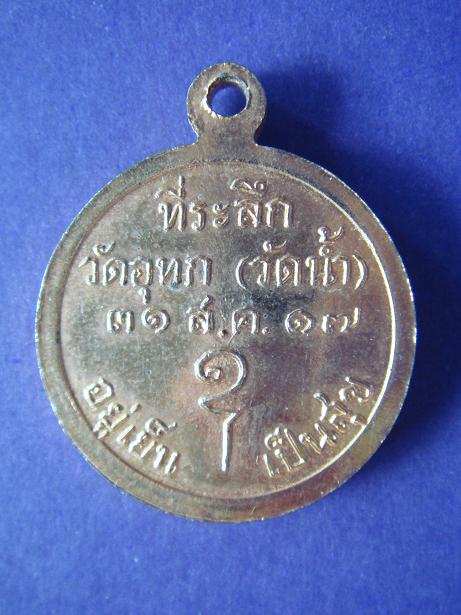 ที่ระลึก
วัดอุทก (วัดน้ำ)
๓๑ ส.ค. ๑๗
อยู่เย็น เป็นสุข